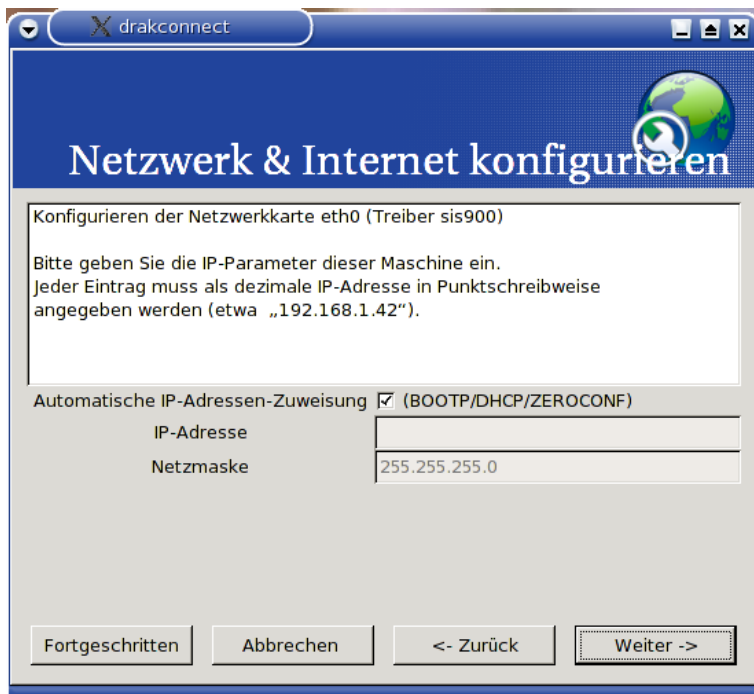 drakconnect
Netzwerk & Internet konfigurieren
Konfigurieren der Netzwerkkarte eth0 (Treiber sis900)
Bitte geben Sie die IP-Parameter dieser Maschine ein.
Jeder Eintrag muss als dezimale IP-Adresse in Punktschreibweise
angegeben werden (etwa „192.168.1.42“).
Automatische IP-Adressen-Zuweisung (BOOTP/DHCP/ZEROCONF)
IP-Adresse
Netzmaske 255.255.255.0
Fortgeschritten Abbrechen <- Zurück Weiter ->